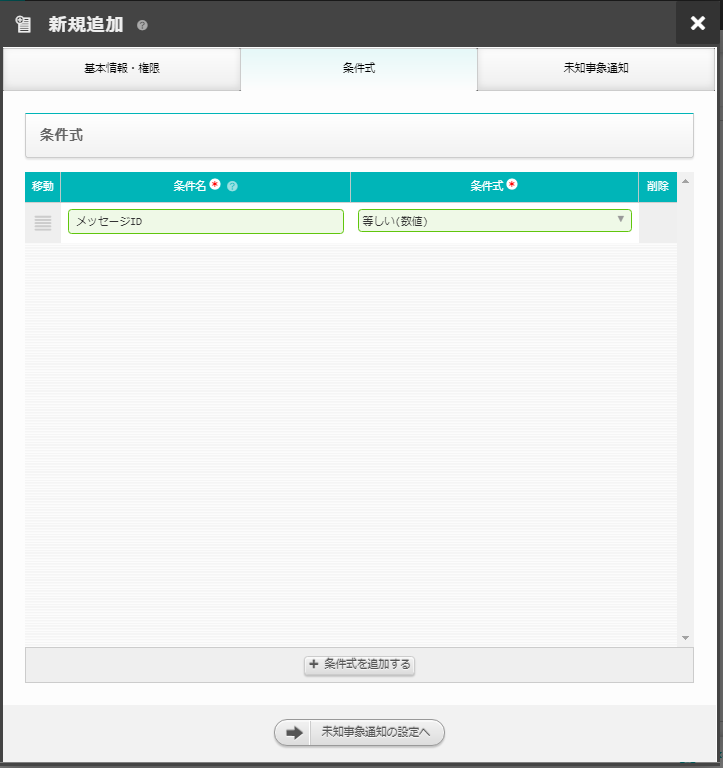 新規追加
基本情報・権限 条件式 未知事象通知
条件式
移動 条件名 条件式 削除
メッセージID 等しい(数値)
条件式を追加する
未知事象通知の設定へ